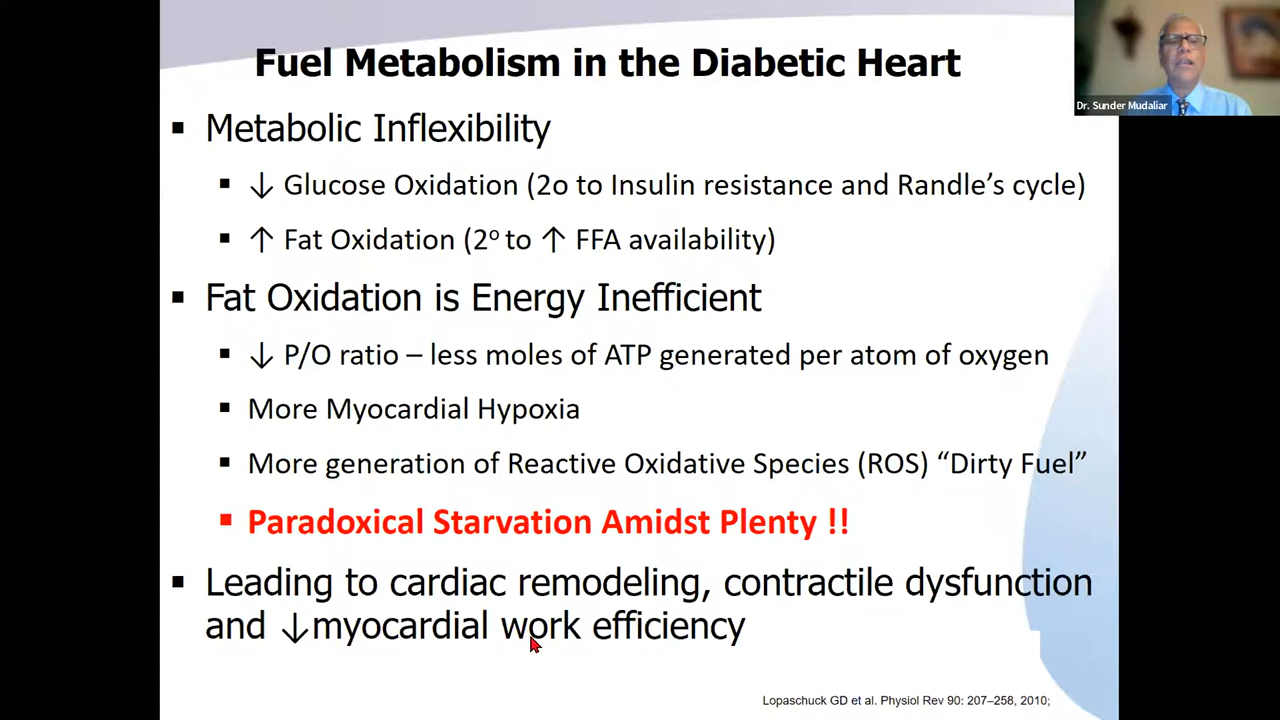 Fuel Metabolism in the Diabetic Heart
Dr. Sunder Mudaliar
▪ Metabolic Inflexibility
▪ ↓ Glucose Oxidation (2o to Insulin resistance and Randle’s cycle)
▪ ↑ Fat Oxidation (2º to ↑ FFA availability)
▪ Fat Oxidation is Energy Inefficient
▪ ↓ P/O ratio – less moles of ATP generated per atom of oxygen
▪ More Myocardial Hypoxia
▪ More generation of Reactive Oxidative Species (ROS) “Dirty Fuel”
▪ Paradoxical Starvation Amidst Plenty !!
▪ Leading to cardiac remodeling, contractile dysfunction
and ↓myocardial work efficiency
Lopaschuck GD et al. Physiol Rev 90: 207–258, 2010;